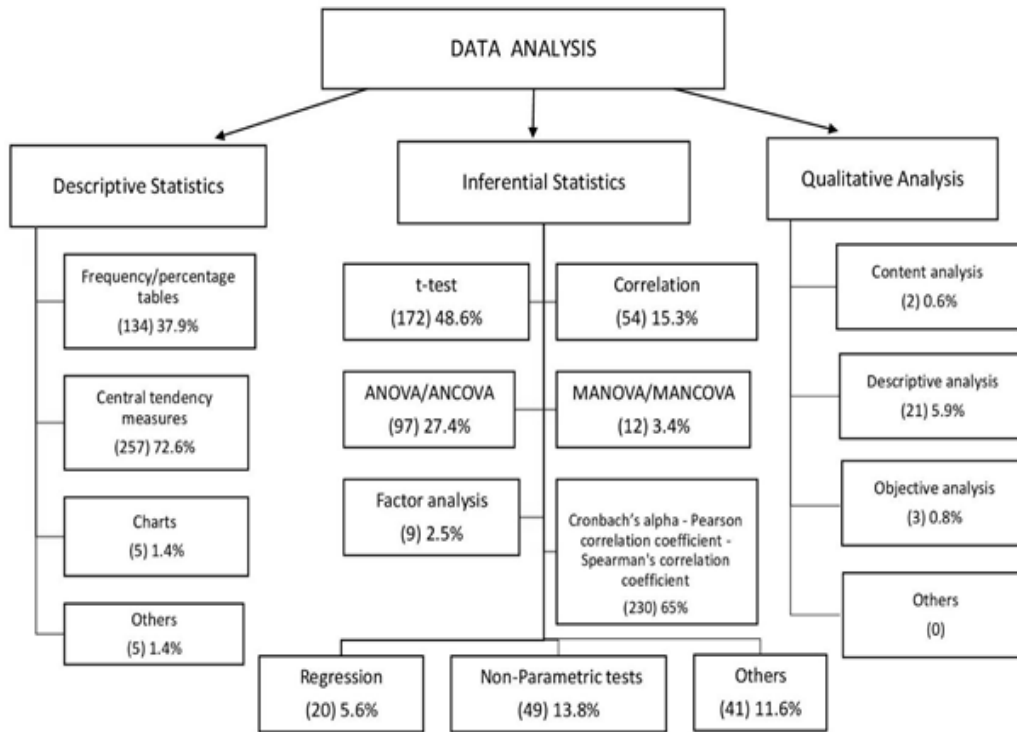 DATA ANALYSIS
Descriptive Statistics
Frequency/percentage
tables
(134) 37.9%
Central tendency
measures
(257) 72.6%
Charts
(5) 1.4%
Others
(5) 1.4%
Inferential Statistics
t-test
(172) 48.6%
Correlation
(54) 15.3%
ANOVA/ANCOVA
(97) 27.4%
MANOVA/MANCOVA
(12) 3.4%
Factor analysis
(9) 2.5%
Cronbach's alpha - Pearson
correlation coefficient -
Spearman's correlation
coefficient
(230) 65%
Regression
(20) 5.6%
Non-Parametric tests
(49) 13.8%
Others
(41) 11.6%
Qualitative Analysis
Content analysis
(2) 0.6%
Descriptive analysis
(21) 5.9%
Objective analysis
(3) 0.8%
Others
(0)